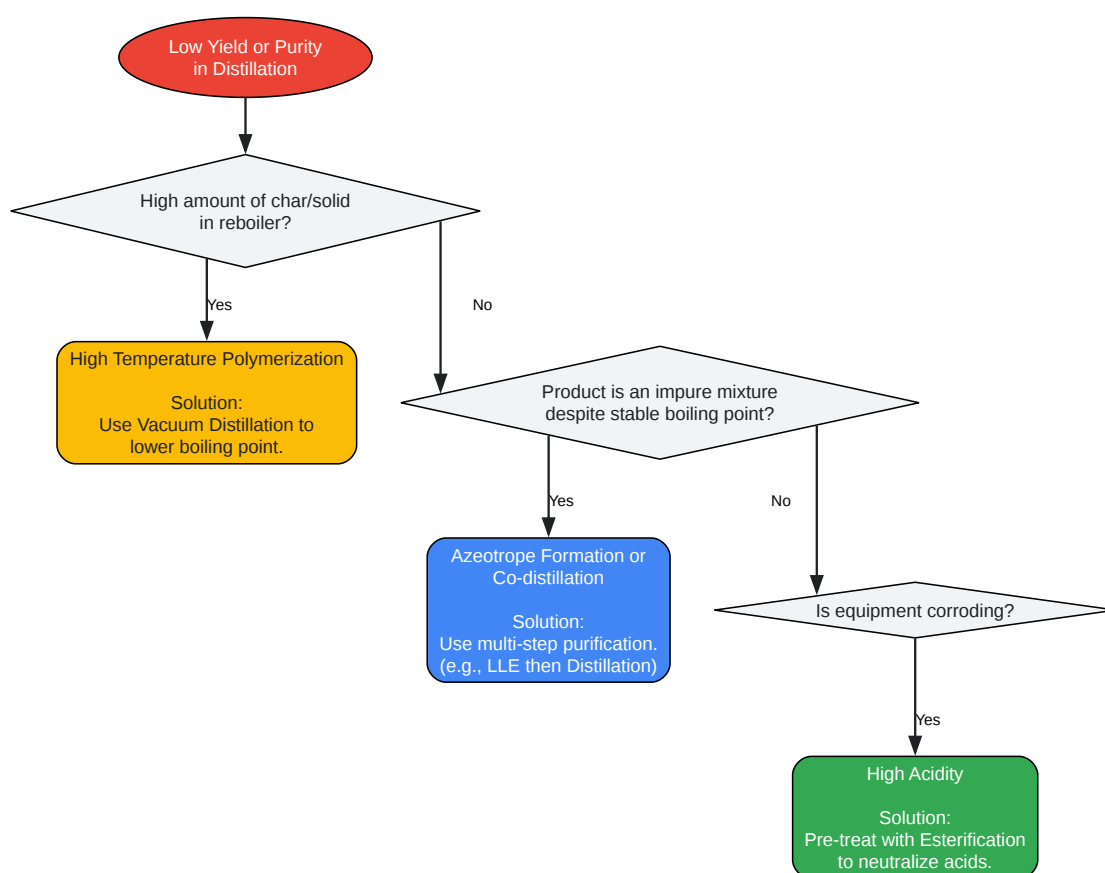 Low Yield or Purity
in Distillation
High amount of char/solid
in reboiler?
Yes
No
High Temperature Polymerization
Solution:
Use Vacuum Distillation to
lower boiling point.
Product is an impure mixture
despite stable boiling point?
Yes
No
Azeotrope Formation or
Co-distillation
Solution:
Use multi-step purification.
(e.g., LLE then Distillation)
Is equipment corroding?
Yes
High Acidity
Solution:
Pre-treat with Esterification
to neutralize acids.